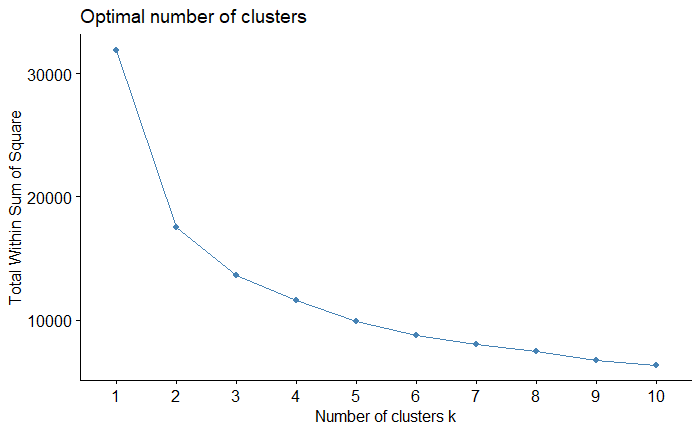 Optimal number of clusters
Total Within Sum of Square
30000
20000
10000
1 2 3 4 5 6 7 8 9 10
Number of clusters k